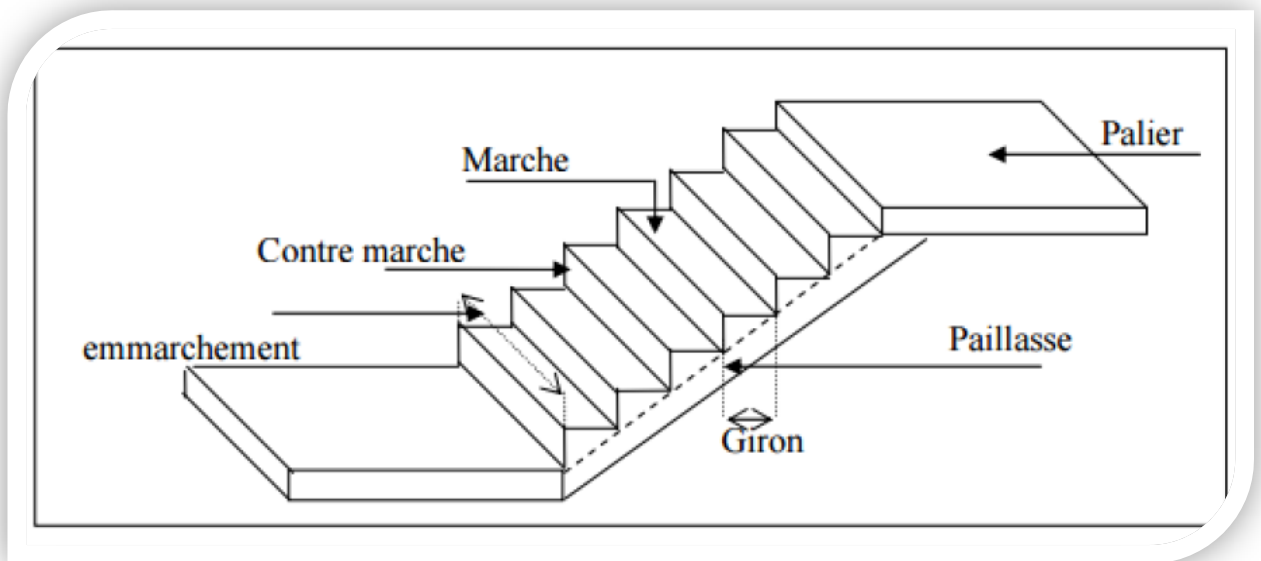 Palier
Marche
Contre marche
emmarchement
Paillasse
Giron